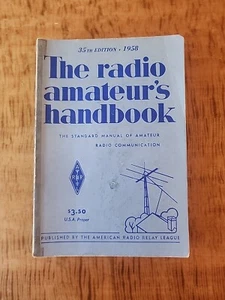 35TH EDITION · 1958
The radio
amateur's
handbook
THE STANDARD MANUAL OF AMATEUR
RADIO COMMUNICATION
A
R R
L
$3.50
U.S.A. Proper
PUBLISHED BY THE AMERICAN RADIO RELAY LEAGUE